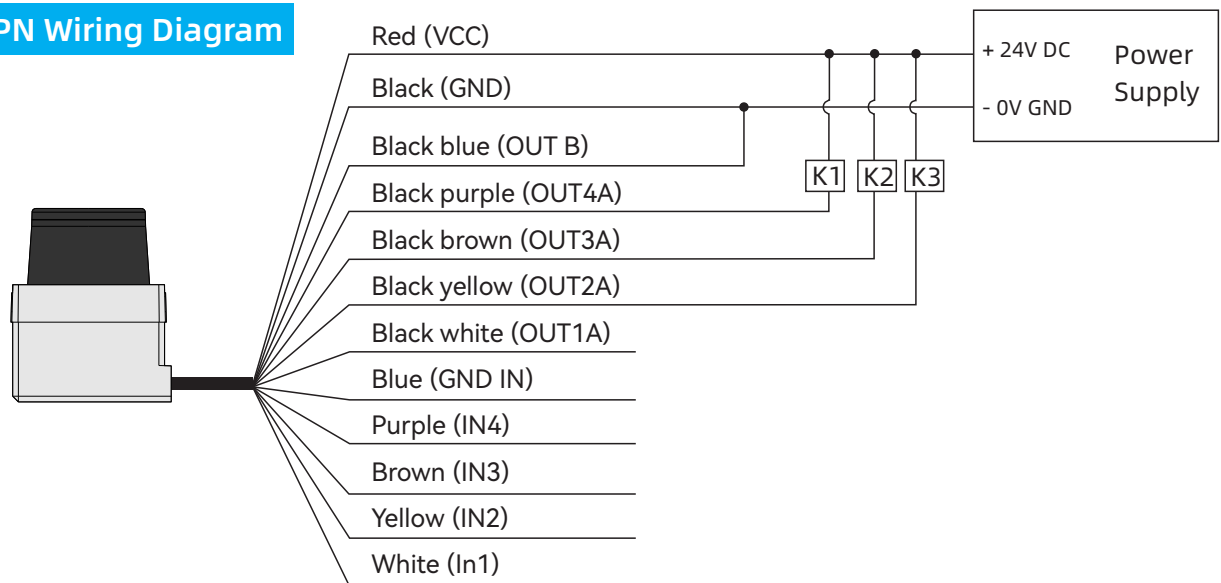 PN Wiring Diagram
Red (VCC)
Black (GND)
Black blue (OUT B)
Black purple (OUT4A)
Black brown (OUT3A)
Black yellow (OUT2A)
Black white (OUT1A)
Blue (GND IN)
Purple (IN4)
Brown (IN3)
Yellow (IN2)
White (In1)
K1 K2 K3
+ 24V DC
- 0V GND
Power
Supply